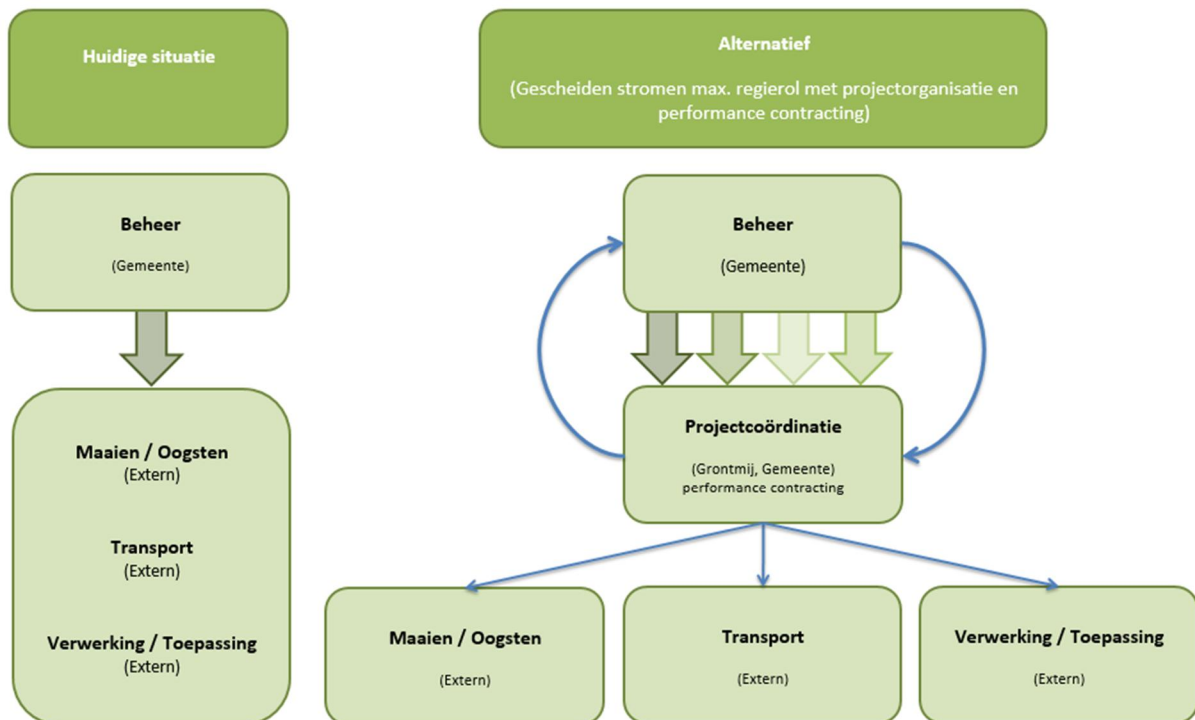 Huidige situatie
Beheer
(Gemeente)
Maaien / Oogsten
(Extern)
Transport
(Extern)
Verwerking / Toepassing
(Extern)
Alternatief
(Gescheiden stromen max. regierol met projectorganisatie en
performance contracting)
Beheer
(Gemeente)
Projectcoördinatie
(Grontmij, Gemeente)
performance contracting
Maaien / Oogsten
(Extern)
Transport
(Extern)
Verwerking / Toepassing
(Extern)